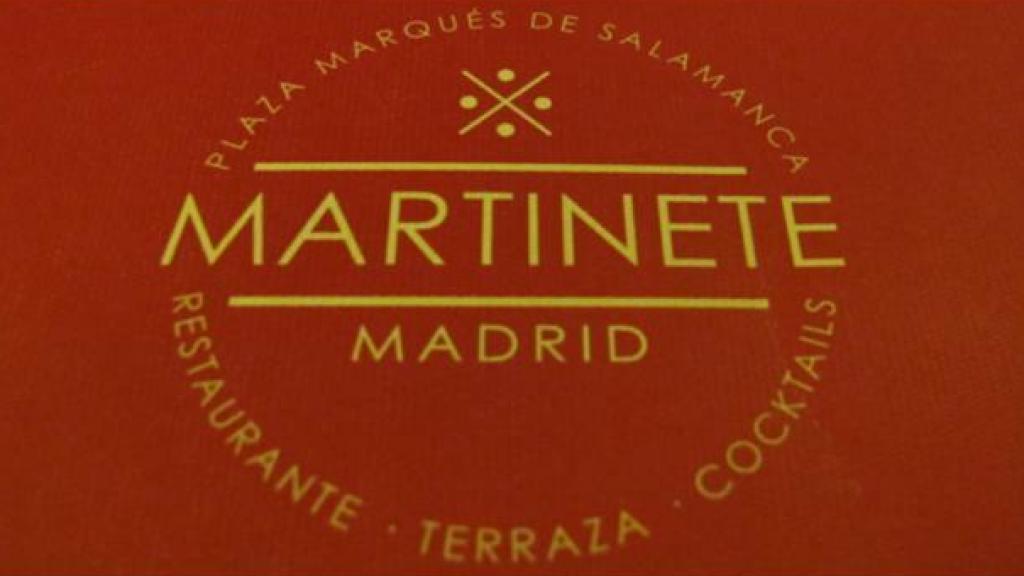 PLAZA MARQUÉS DE SALAMANCA
MARTINETE
MADRID
RESTAURANTE · TERRAZA · COCKTAILS